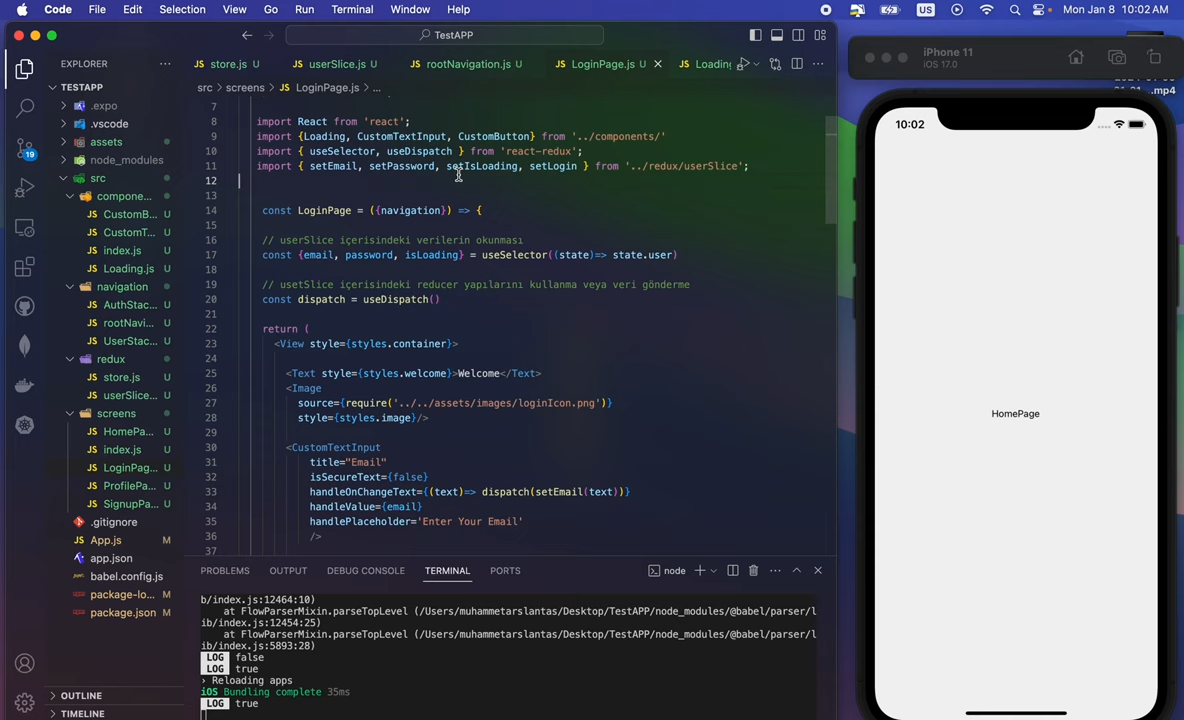 Code File Edit Selection View Go Run Terminal Window Help US Mon Jan 8 10:02 AM
TestAPP
EXPLORER
store.js U
userSlice.js U
rootNavigation.js U
LoginPage.js U
Loading
TESTAPP
src > screens > JS LoginPage.js > ...
.expo
.vscode
assets
node_modules
src
compone...
CustomB... U
CustomT... U
index.js U
Loading.js U
navigation
AuthStac... U
rootNavi... U
UserStac... U
redux
store.js U
userSlice... U
screens
HomePa... U
index.js U
LoginPag... U
ProfilePa... U
SignupPa... U
.gitignore
App.js M
app.json
babel.config.js
package-lo... M
package.json M
OUTLINE
TIMELINE
19
7
8 import React from 'react';
9 import {Loading, CustomTextInput, CustomButton} from '../components/'
10 import { useSelector, useDispatch } from 'react-redux';
11 import { setEmail, setPassword, setIsLoading, setLogin } from '../redux/userSlice';
12
13
14 const LoginPage = ({navigation}) => {
15
16 // userSlice içerisindeki verilerin okunması
17 const {email, password, isLoading} = useSelector((state)=> state.user)
18
19 // usetSlice içerisindeki reducer yapılarını kullanma veya veri gönderme
20 const dispatch = useDispatch()
21
22 return (
23 <View style={styles.container}>
24
25 <Text style={styles.welcome}>Welcome</Text>
26 <Image
27 source={require('../../assets/images/loginIcon.png')}
28 style={styles.image}/>
29
30 <CustomTextInput
31 title="Email"
32 isSecureText={false}
33 handleOnChangeText={(text)=> dispatch(setEmail(text))}
34 handleValue={email}
35 handlePlaceholder='Enter Your Email'
36 />
37
PROBLEMS OUTPUT DEBUG CONSOLE TERMINAL PORTS node
b/index.js:12464:10)
at FlowParserMixin.parseTopLevel (/Users/muhammetarslantas/Desktop/TestAPP/node_modules/@babel/parser/l
ib/index.js:12454:25)
at FlowParserMixin.parseTopLevel (/Users/muhammetarslantas/Desktop/TestAPP/node_modules/@babel/parser/l
ib/index.js:5893:28)
LOG false
LOG true
› Reloading apps
iOS Bundling complete 35ms
LOG true
iPhone 11
iOS 17.0
.mp4
10:02
HomePage